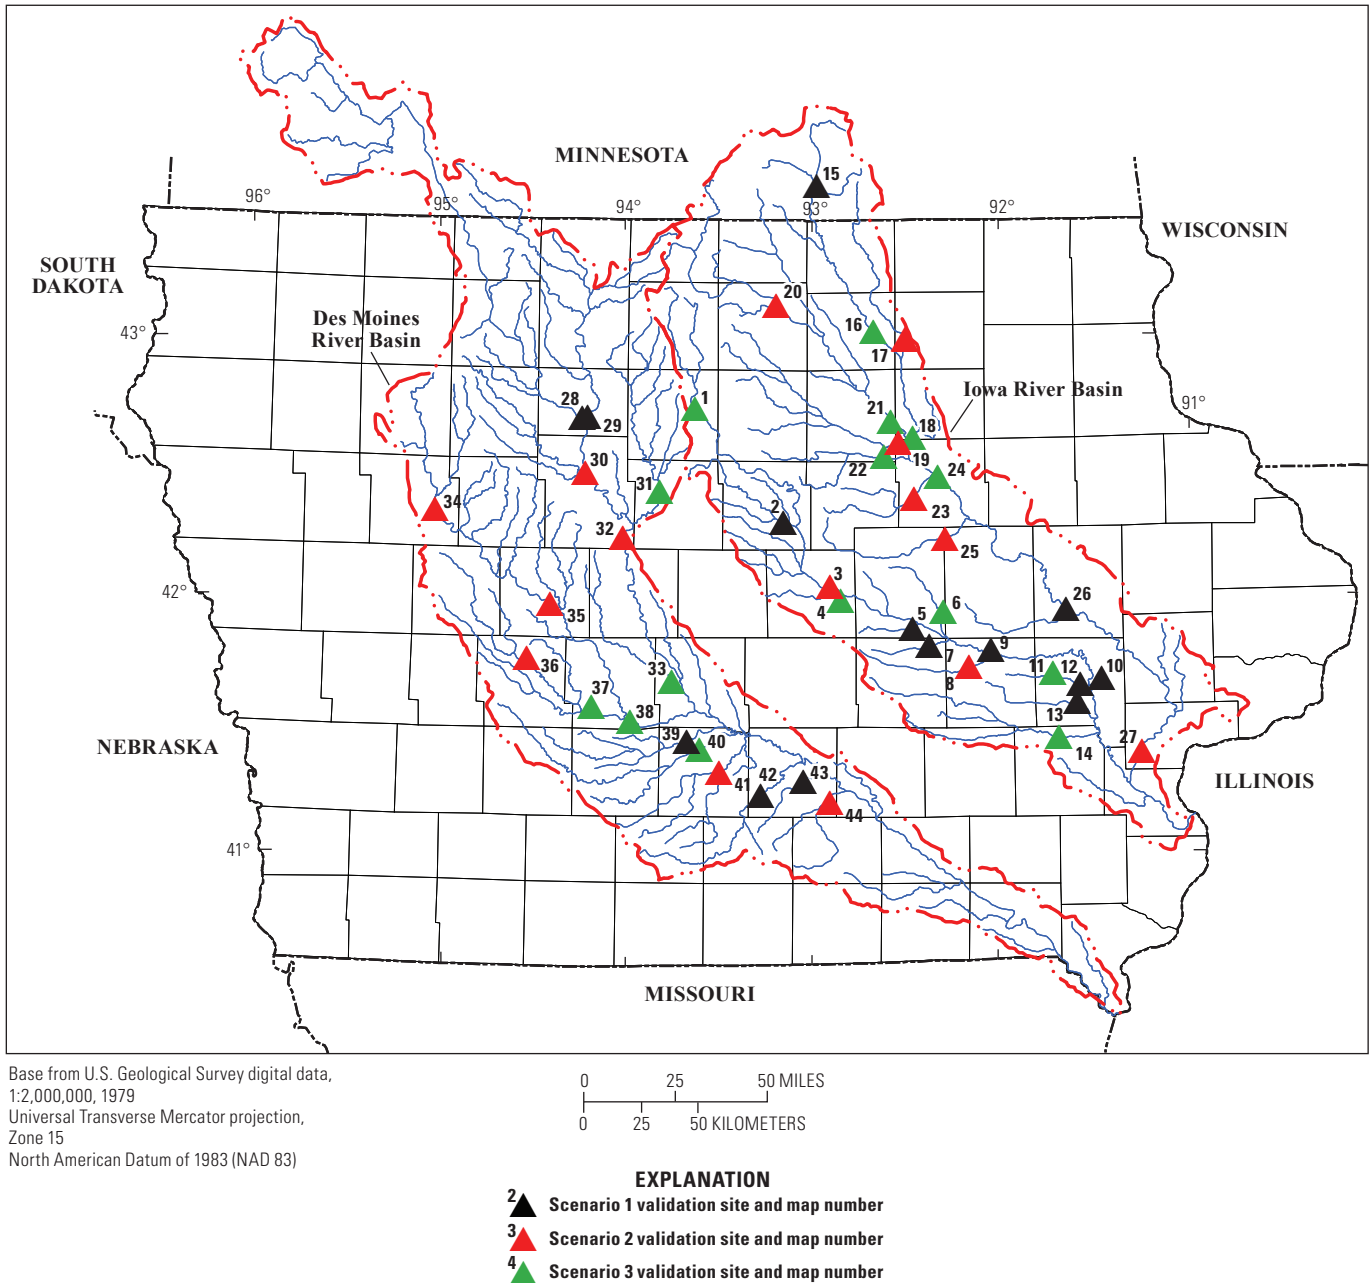 MINNESOTA
15
96°
95°
94°
93°
92°
WISCONSIN
SOUTH
DAKOTA
20
Des Moines
River Basin
43°
16
17
Iowa River Basin
91°
28
29
1
21
18
19
22
24
30
31
23
34
2
32
25
42°
3
4
5
6
26
35
7
9
8
36
33
11
12
10
37
13
38
NEBRASKA
39
40
14
27
41
42
43
ILLINOIS
44
41°
MISSOURI
Base from U.S. Geological Survey digital data,
1:2,000,000, 1979
Universal Transverse Mercator projection,
Zone 15
North American Datum of 1983 (NAD 83)
0 25 50 MILES
0 25 50 KILOMETERS
EXPLANATION
2 Scenario 1 validation site and map number
3 Scenario 2 validation site and map number
4 Scenario 3 validation site and map number